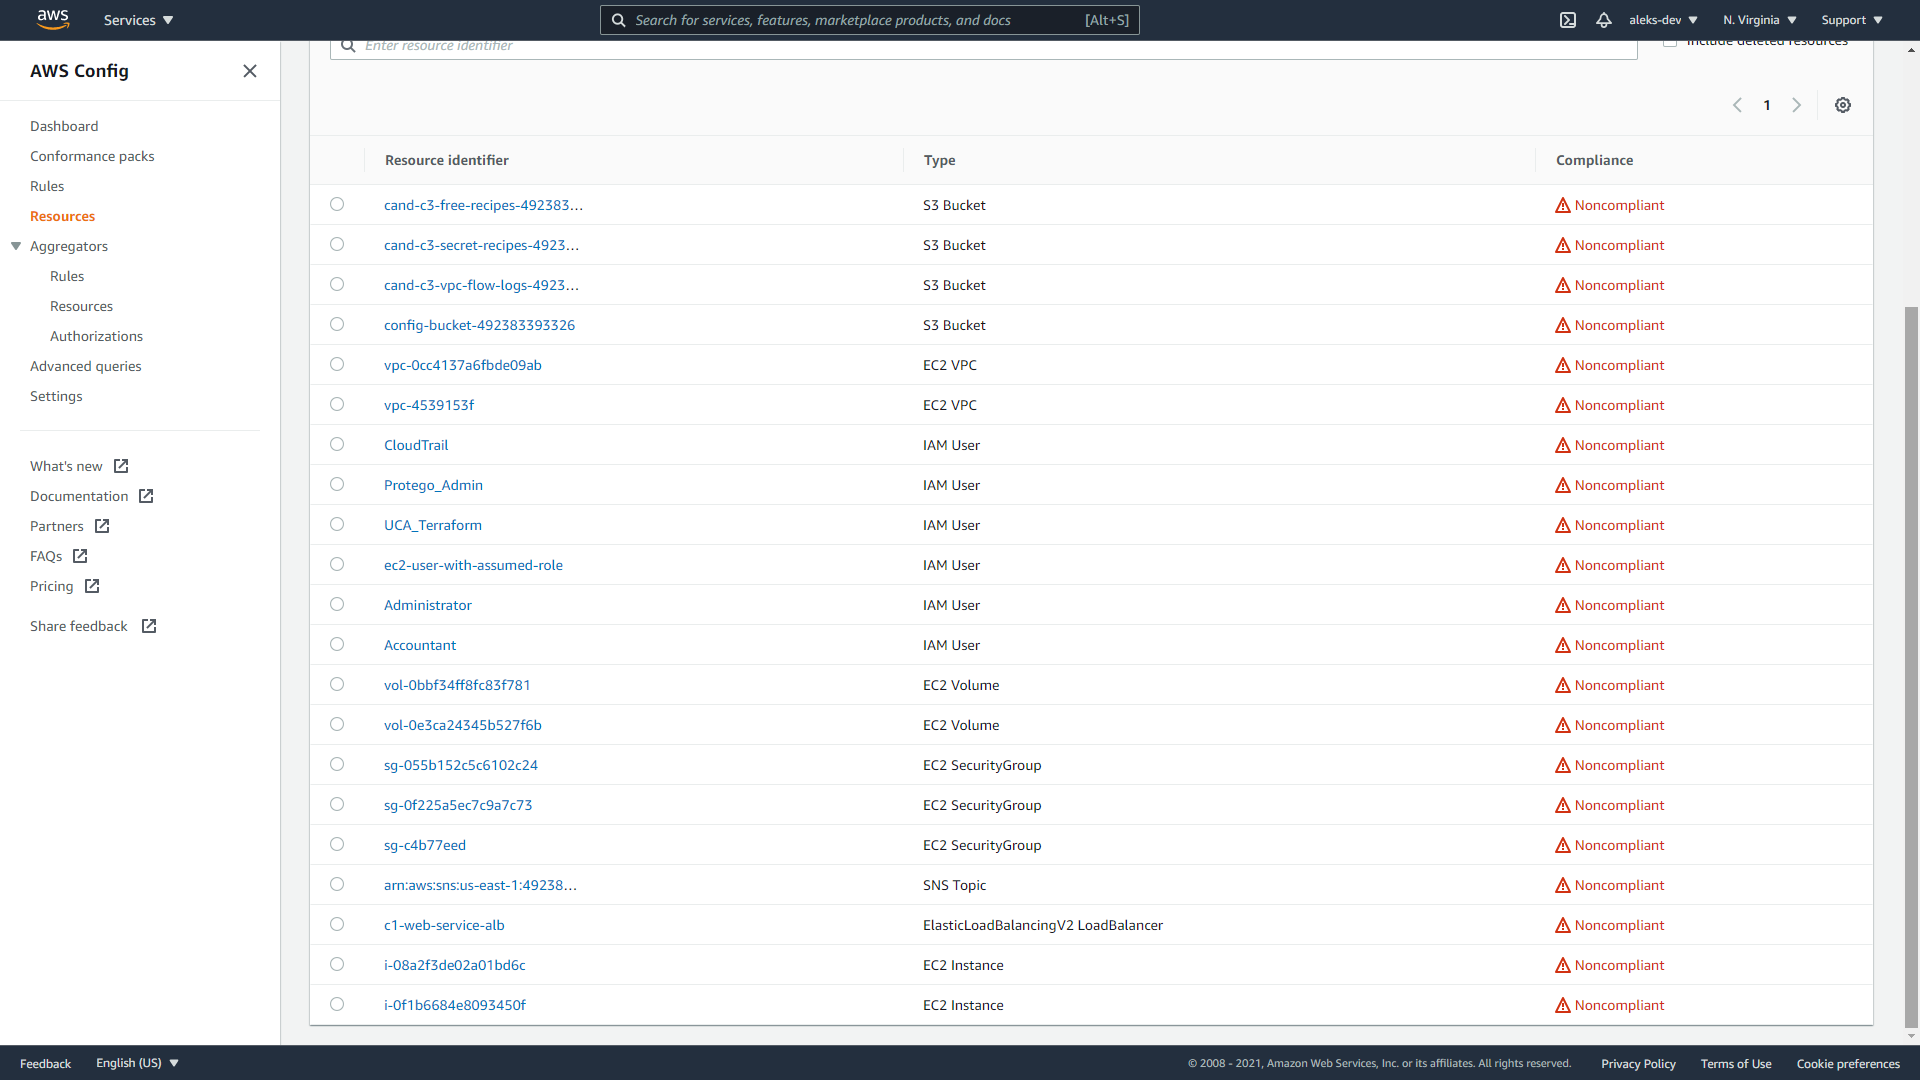 aws
Services
Search for services, features, marketplace products, and docs
[Alt+S]
aleks-dev
N. Virginia
Support
AWS Config
Dashboard
Conformance packs
Rules
Resources
Aggregators
Rules
Resources
Authorizations
Advanced queries
Settings
What's new
Documentation
Partners
FAQs
Pricing
Share feedback
Enter resource identifier
Include deleted resources
1
Resource identifier Type Compliance
cand-c3-free-recipes-492383... S3 Bucket Noncompliant
cand-c3-secret-recipes-4923... S3 Bucket Noncompliant
cand-c3-vpc-flow-logs-4923... S3 Bucket Noncompliant
config-bucket-492383393326 S3 Bucket Noncompliant
vpc-0cc4137a6fbde09ab EC2 VPC Noncompliant
vpc-4539153f EC2 VPC Noncompliant
CloudTrail IAM User Noncompliant
Protego_Admin IAM User Noncompliant
UCA_Terraform IAM User Noncompliant
ec2-user-with-assumed-role IAM User Noncompliant
Administrator IAM User Noncompliant
Accountant IAM User Noncompliant
vol-0bbf34ff8fc83f781 EC2 Volume Noncompliant
vol-0e3ca24345b527f6b EC2 Volume Noncompliant
sg-055b152c5c6102c24 EC2 SecurityGroup Noncompliant
sg-0f225a5ec7c9a7c73 EC2 SecurityGroup Noncompliant
sg-c4b77eed EC2 SecurityGroup Noncompliant
arn:aws:sns:us-east-1:49238... SNS Topic Noncompliant
c1-web-service-alb ElasticLoadBalancingV2 LoadBalancer Noncompliant
i-08a2f3de02a01bd6c EC2 Instance Noncompliant
i-0f1b6684e8093450f EC2 Instance Noncompliant
Feedback English (US) © 2008 - 2021, Amazon Web Services, Inc. or its affiliates. All rights reserved. Privacy Policy Terms of Use Cookie preferences